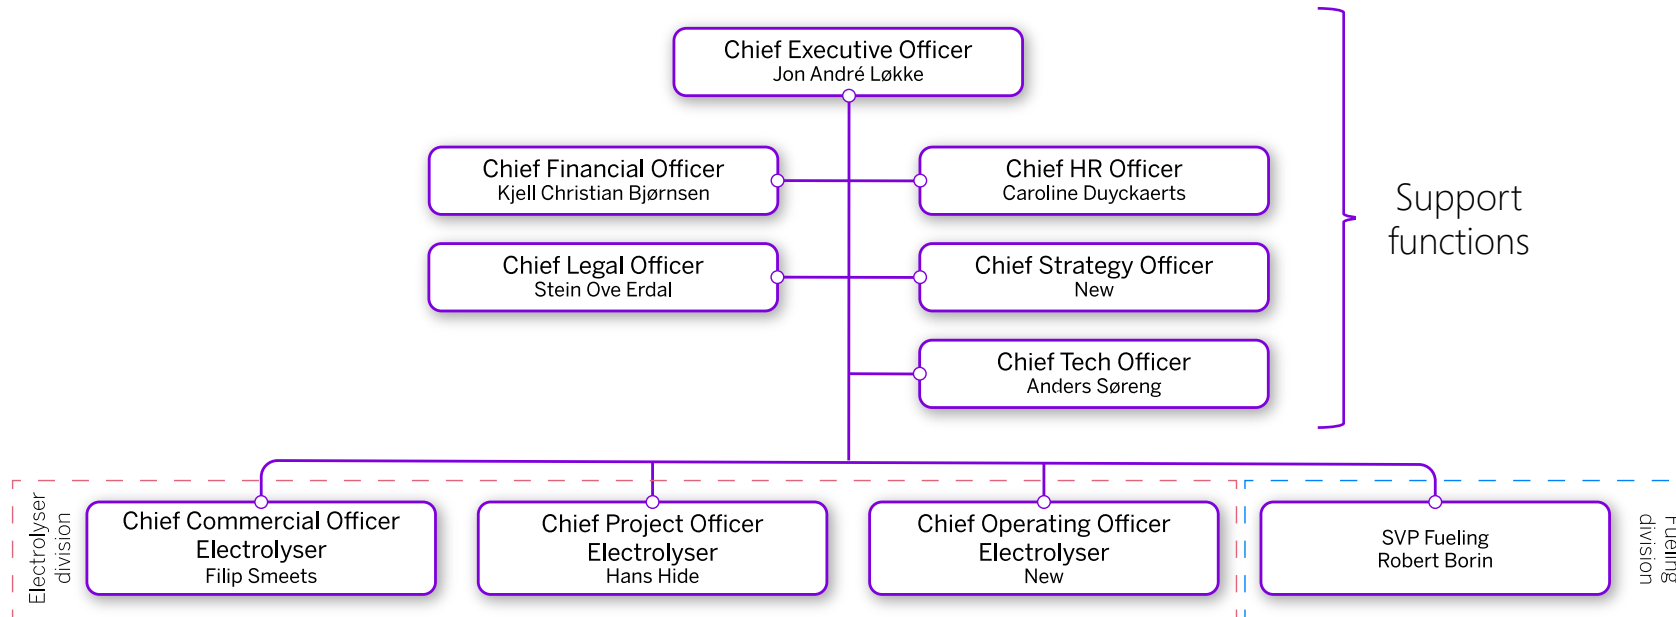 Chief Executive Officer
Jon André Løkke
Chief Financial Officer
Kjell Christian Bjørnsen
Chief HR Officer
Caroline Duyckaerts
Chief Legal Officer
Stein Ove Erdal
Chief Strategy Officer
New
Chief Tech Officer
Anders Søreng
Support
functions
Electrolyser
division
Chief Commercial Officer
Electrolyser
Filip Smeets
Chief Project Officer
Electrolyser
Hans Hide
Chief Operating Officer
Electrolyser
New
SVP Fueling
Robert Borin
Fueling
division